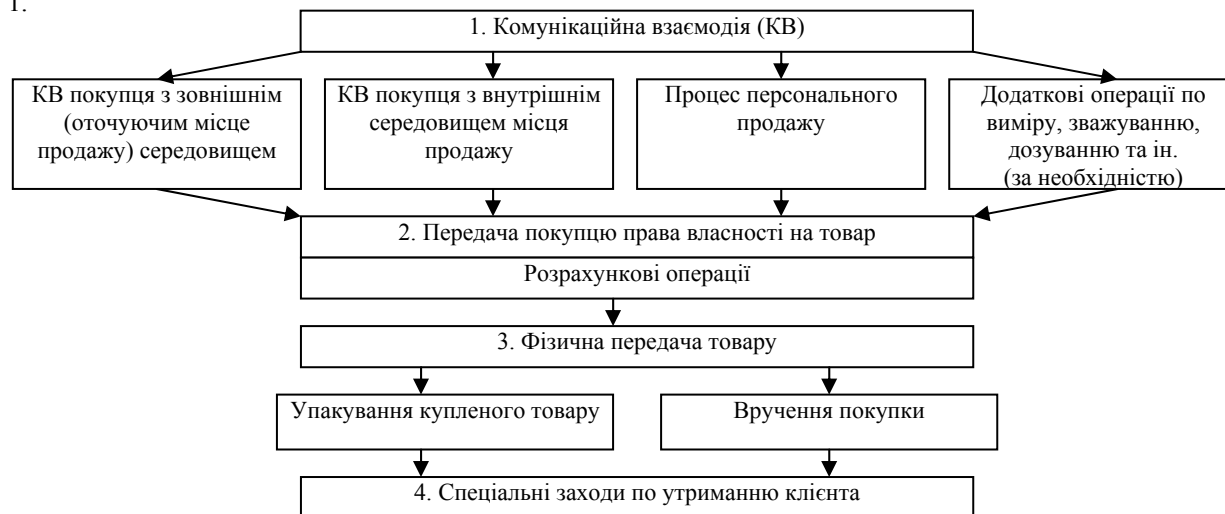 1.
1. Комунікаційна взаємодія (КВ)
КВ покупця з зовнішнім
(оточуючим місце
продажу) середовищем
КВ покупця з внутрішнім
середовищем місця
продажу
Процес персонального
продажу
Додаткові операції по
виміру, зважуванню,
дозуванню та ін.
(за необхідністю)
2. Передача покупцю права власності на товар
Розрахункові операції
3. Фізична передача товару
Упакування купленого товару
Вручення покупки
4. Спеціальні заходи по утриманню клієнта